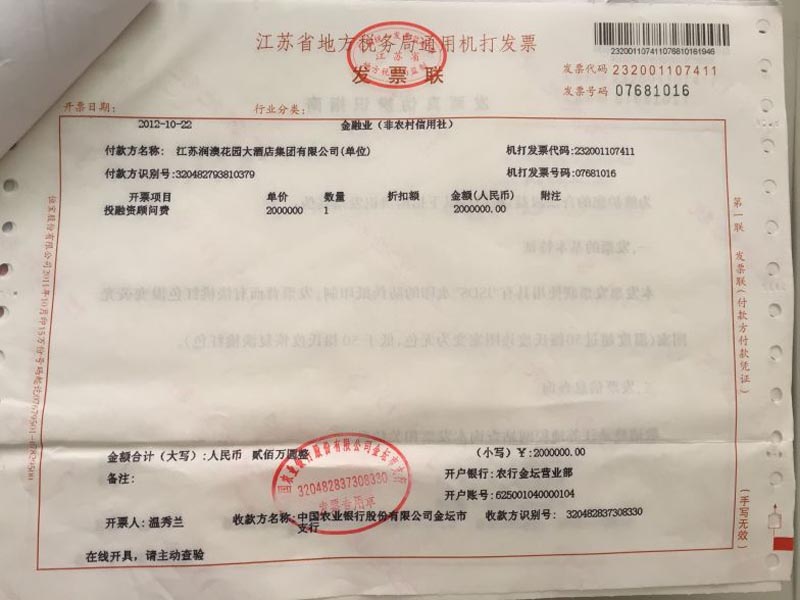 江苏省地方税务局通用机打发票
发票联
江苏省
232001107411076810161946
发票代码 232001107411
发票号码 07681016
开票日期： 行业分类：
2012-10-22 金融业（非农村信用社）
付款方名称： 江苏润澳花园大酒店集团有限公司(单位) 机打发票代码:232001107411
付款方识别号:320482793810379 机打发票号码:07681016
开票项目 单价 数量 折扣额 金额(人民币) 附注
投融资顾问费 2000000 1 2000000.00
第一联 发票联(付款方付款凭证)
(手写无效)
金额合计（大写）:人民币 贰佰万圆整 （小写）￥:2000000.00
备注： 开户银行：农行金坛营业部
开户账号:625001040000104
320482837308330
发票专用章
开票人：温秀兰 收款方名称:中国农业银行股份有限公司金坛市 收款方识别号： 320482837308330
支行
在线开具，请主动查验